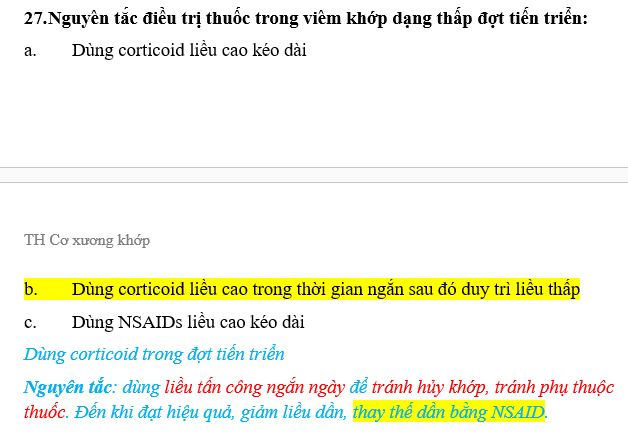 27.Nguyên tắc điều trị thuốc trong viêm khớp dạng thấp đợt tiến triển:
a. Dùng corticoid liều cao kéo dài
TH Cơ xương khớp
b. Dùng corticoid liều cao trong thời gian ngắn sau đó duy trì liều thấp
c. Dùng NSAIDs liều cao kéo dài
Dùng corticoid trong đợt tiến triển
Nguyên tắc: dùng liều tấn công ngắn ngày để tránh hủy khớp, tránh phụ thuộc
thuốc. Đến khi đạt hiệu quả, giảm liều dần, thay thế dần bằng NSAID.